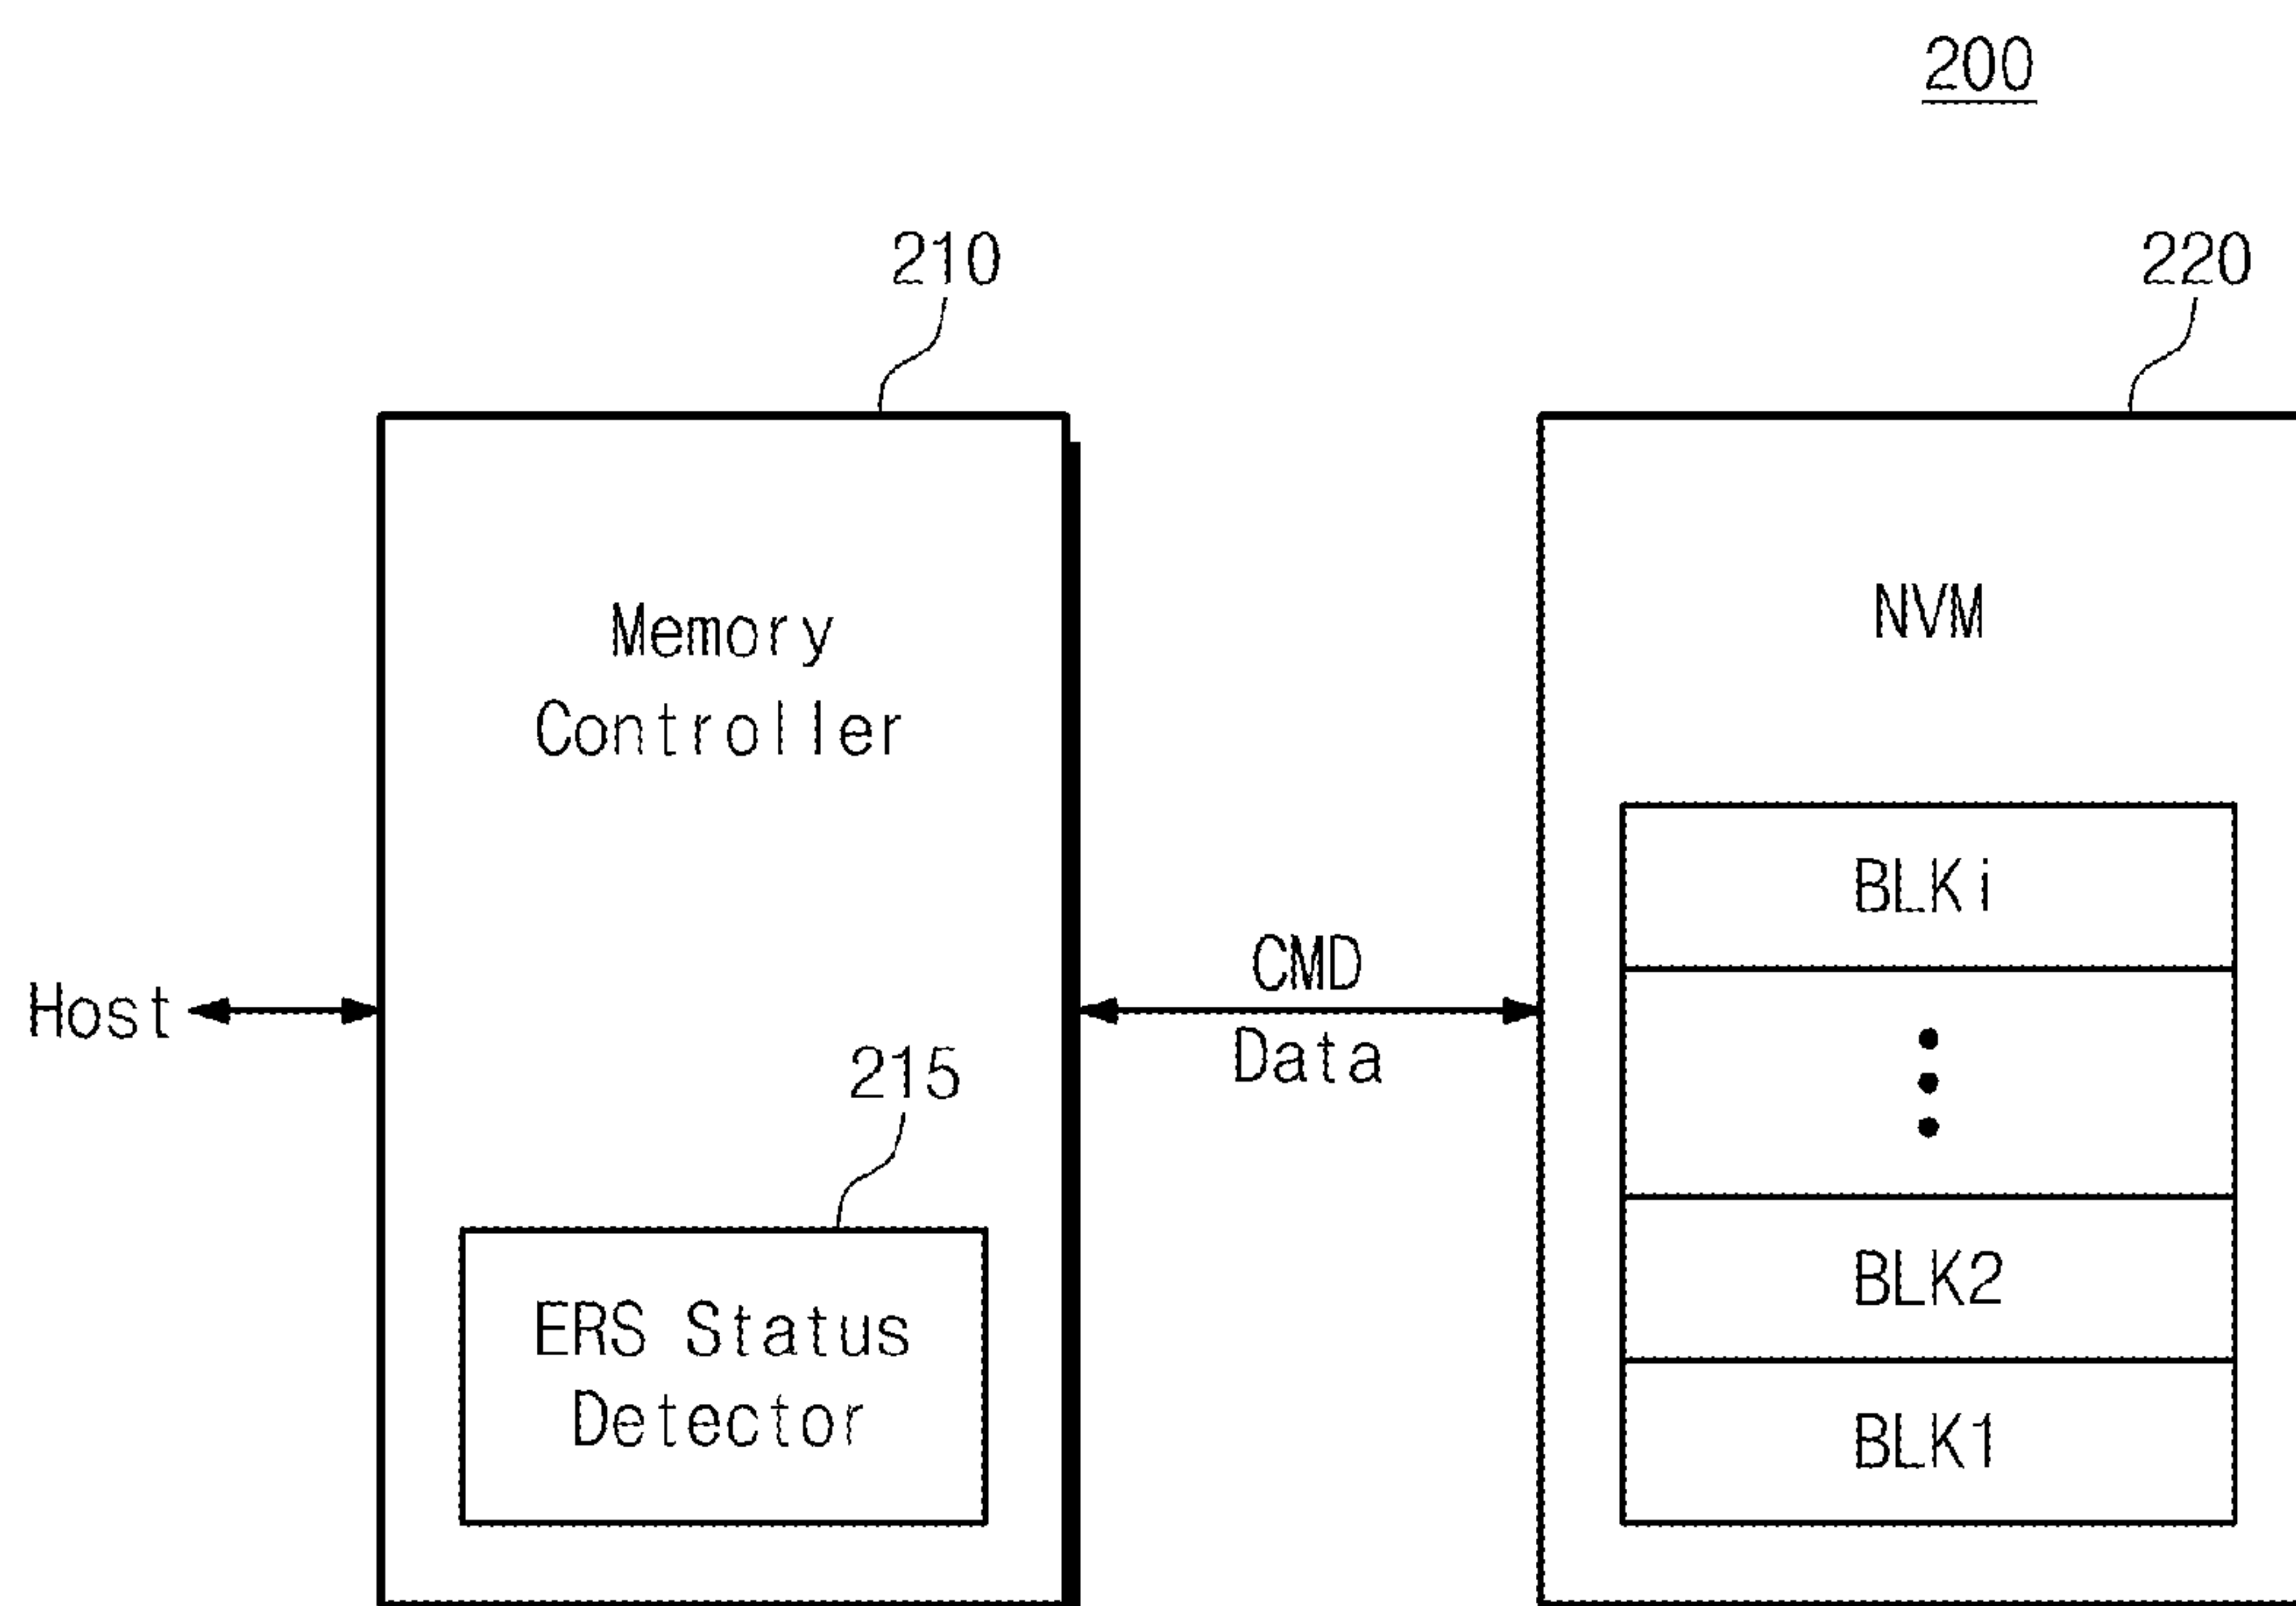 200
210
220
Memory
Controller
NVM
BLKi
CMD
Host
Data
215
BLK2
ERS Status
Detector
BLK1